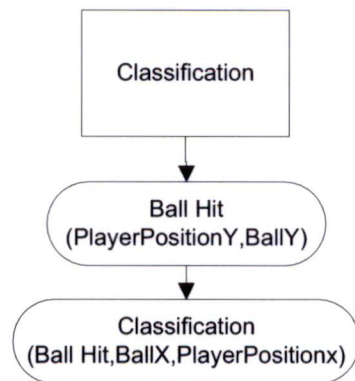 Classification
Ball Hit
(PlayerPositionY,BallY)
Classification
(Ball Hit,BallX,PlayerPositionx)